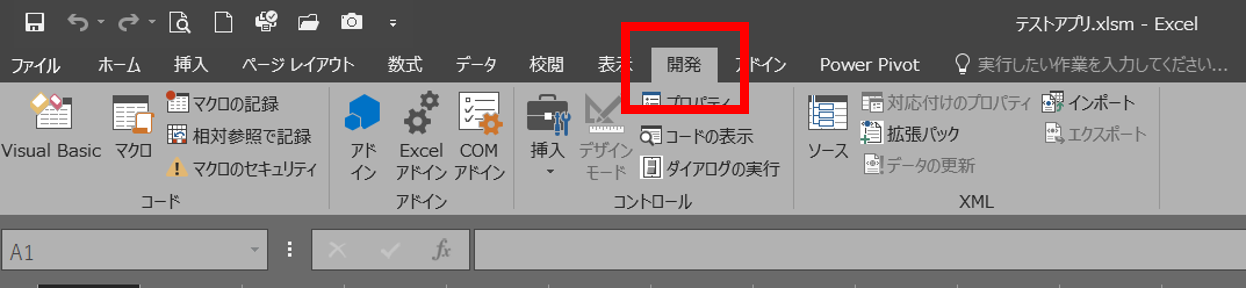 テストアプリ.xlsm - Excel
ファイル ホーム 挿入 ページ レイアウト 数式 データ 校閲 表示 開発 アドイン Power Pivot 実行したい作業を入力してください...
Visual Basic
マクロ
マクロの記録
相対参照で記録
マクロのセキュリティ
コード
アド
イン
Excel
アドイン
COM
アドイン
アドイン
挿入
デザイン
モード
プロパティ
コードの表示
ダイアログの実行
コントロール
ソース
対応付けのプロパティ
拡張パック
データの更新
インポート
エクスポート
XML
A1
fx